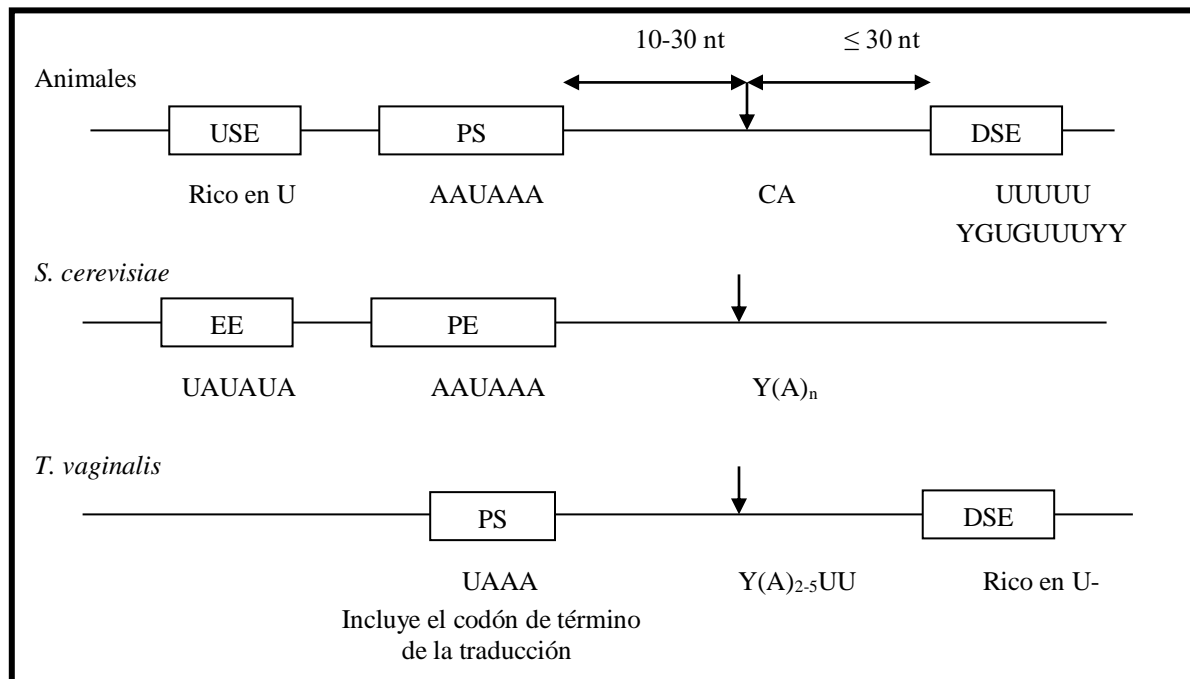 10-30 nt ≤ 30 nt
Animales
USE PS DSE
Rico en U AAUAAA CA UUUUU
YGUGUUUYY
S. cerevisiae
EE PE
UAUAUA AAUAAA Y(A)n
T. vaginalis
PS DSE
UAAA Y(A)2-5UU Rico en U-
Incluye el codón de término
de la traducción